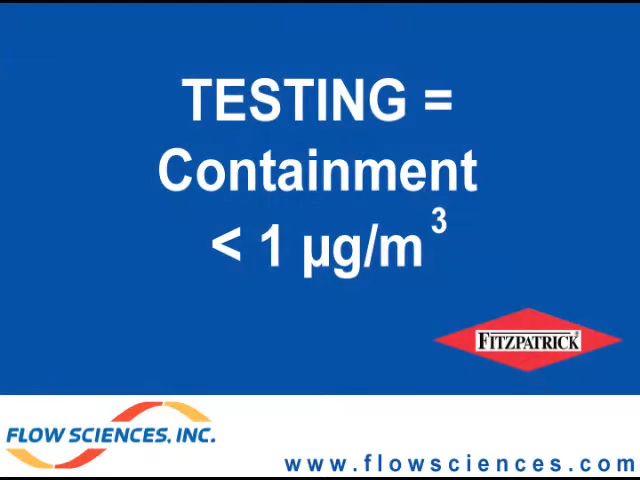 TESTING =
Containment
< 1 µg/m³
FITZPATRICK
FLOW SCIENCES, INC.
www.flowsciences.com